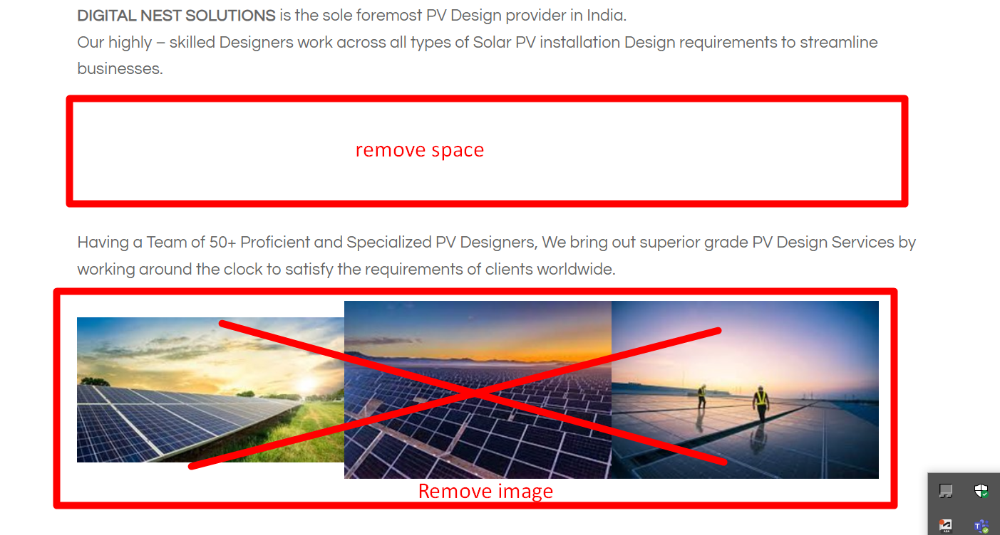 DIGITAL NEST SOLUTIONS is the sole foremost PV Design provider in India.
Our highly – skilled Designers work across all types of Solar PV installation Design requirements to streamline
businesses.
remove space
Having a Team of 50+ Proficient and Specialized PV Designers, We bring out superior grade PV Design Services by
working around the clock to satisfy the requirements of clients worldwide.
Remove image